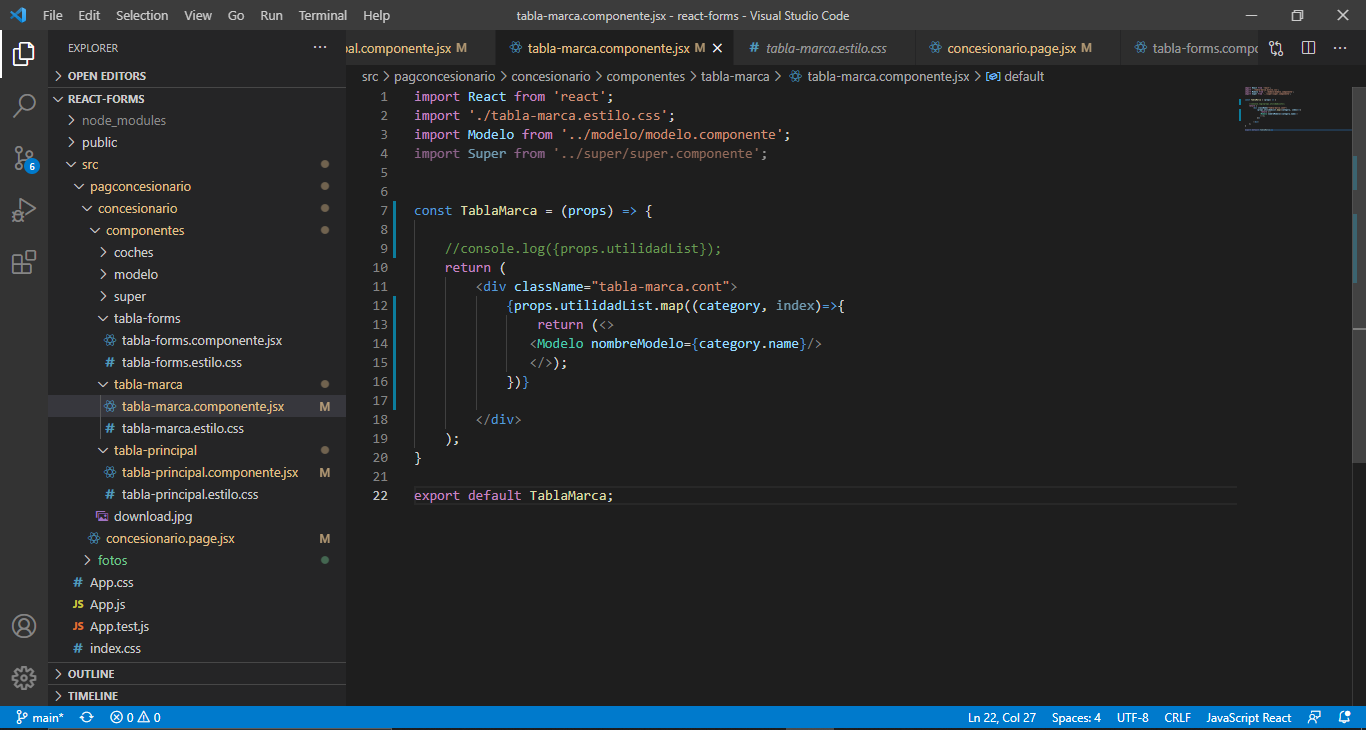 File Edit Selection View Go Run Terminal Help
tabla-marca.componente.jsx - react-forms - Visual Studio Code
EXPLORER
OPEN EDITORS
REACT-FORMS
node_modules
public
src
pagconcesionario
concesionario
componentes
coches
modelo
super
tabla-forms
tabla-forms.componente.jsx
# tabla-forms.estilo.css
tabla-marca
tabla-marca.componente.jsx M
# tabla-marca.estilo.css
tabla-principal
tabla-principal.componente.jsx M
# tabla-principal.estilo.css
download.jpg
concesionario.page.jsx M
fotos
# App.css
JS App.js
JS App.test.js
# index.css
OUTLINE
TIMELINE
6
pal.componente.jsx M tabla-marca.componente.jsx M # tabla-marca.estilo.css concesionario.page.jsx M tabla-forms.compo
src > pagconcesionario > concesionario > componentes > tabla-marca > tabla-marca.componente.jsx > default
1 import React from 'react';
2 import './tabla-marca.estilo.css';
3 import Modelo from '../modelo/modelo.componente';
4 import Super from '../super/super.componente';
5
6
7 const TablaMarca = (props) => {
8
9 //console.log({props.utilidadList});
10 return (
11 <div className="tabla-marca.cont">
12 {props.utilidadList.map((category, index)=>{
13 return (<>
14 <Modelo nombreModelo={category.name}/>
15 </>);
16 })}
17
18 </div>
19 );
20 }
21
22 export default TablaMarca;
main* 0 0 Ln 22, Col 27 Spaces: 4 UTF-8 CRLF JavaScript React